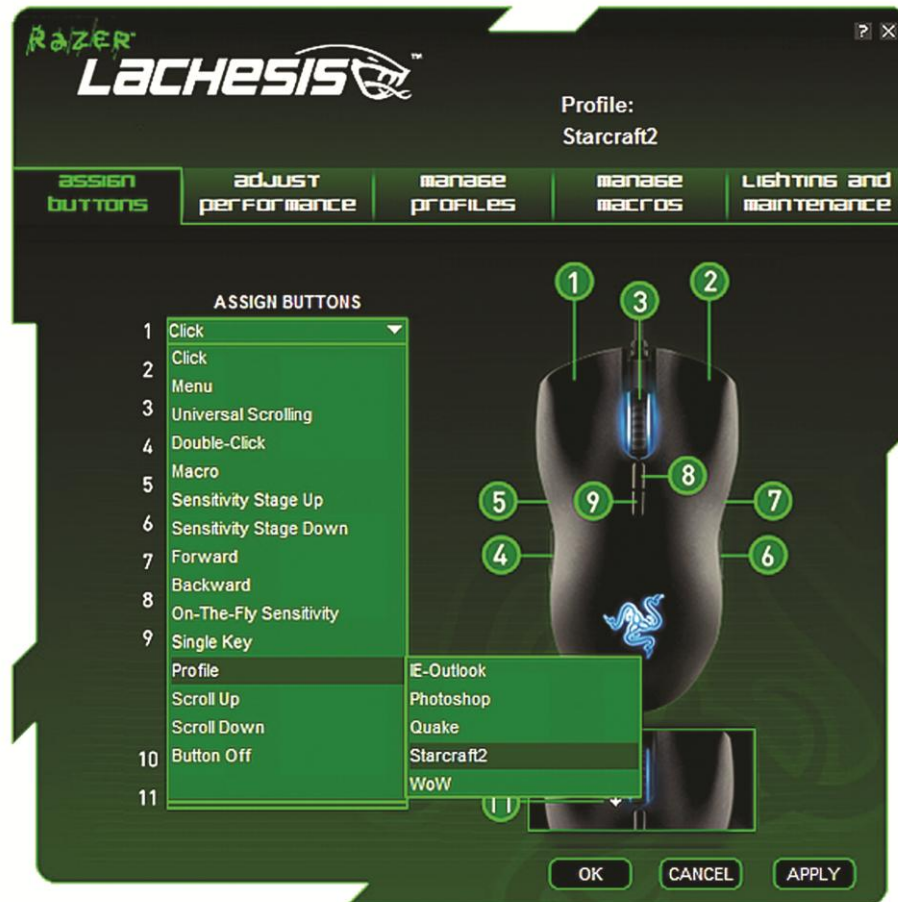 RAZER
LACHESIS™
? X
Profile:
Starcraft2
assign buttons
adjust performance
manage profiles
manage macros
Lighting and maintenance
ASSIGN BUTTONS
1 Click
Click
2
Menu
3
Universal Scrolling
4
Double-Click
Macro
5
Sensitivity Stage Up
6
Sensitivity Stage Down
7
Forward
Backward
8
On-The-Fly Sensitivity
9
Single Key
Profile
Scroll Up
Scroll Down
10
Button Off
11
IE-Outlook
Photoshop
Quake
Starcraft2
WoW
1
2
3
8
5
9
7
4
6
11
OK
CANCEL
APPLY